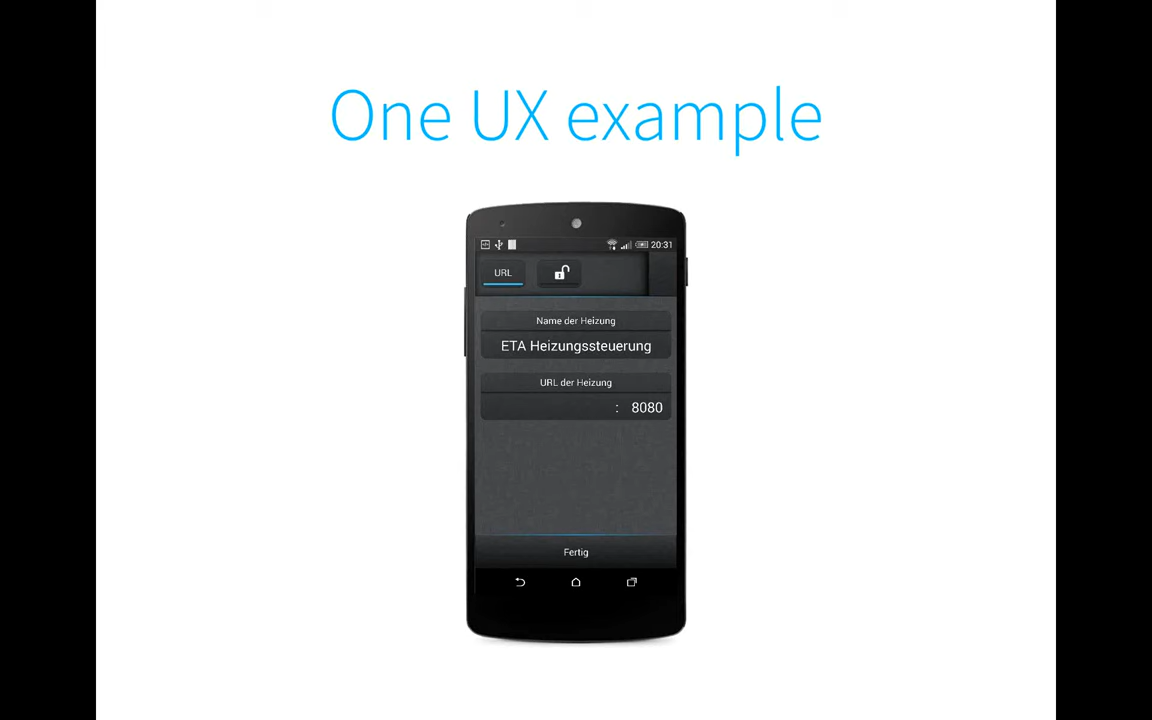 One UX example
20:31
URL
Name der Heizung
ETA Heizungssteuerung
URL der Heizung
: 8080
Fertig